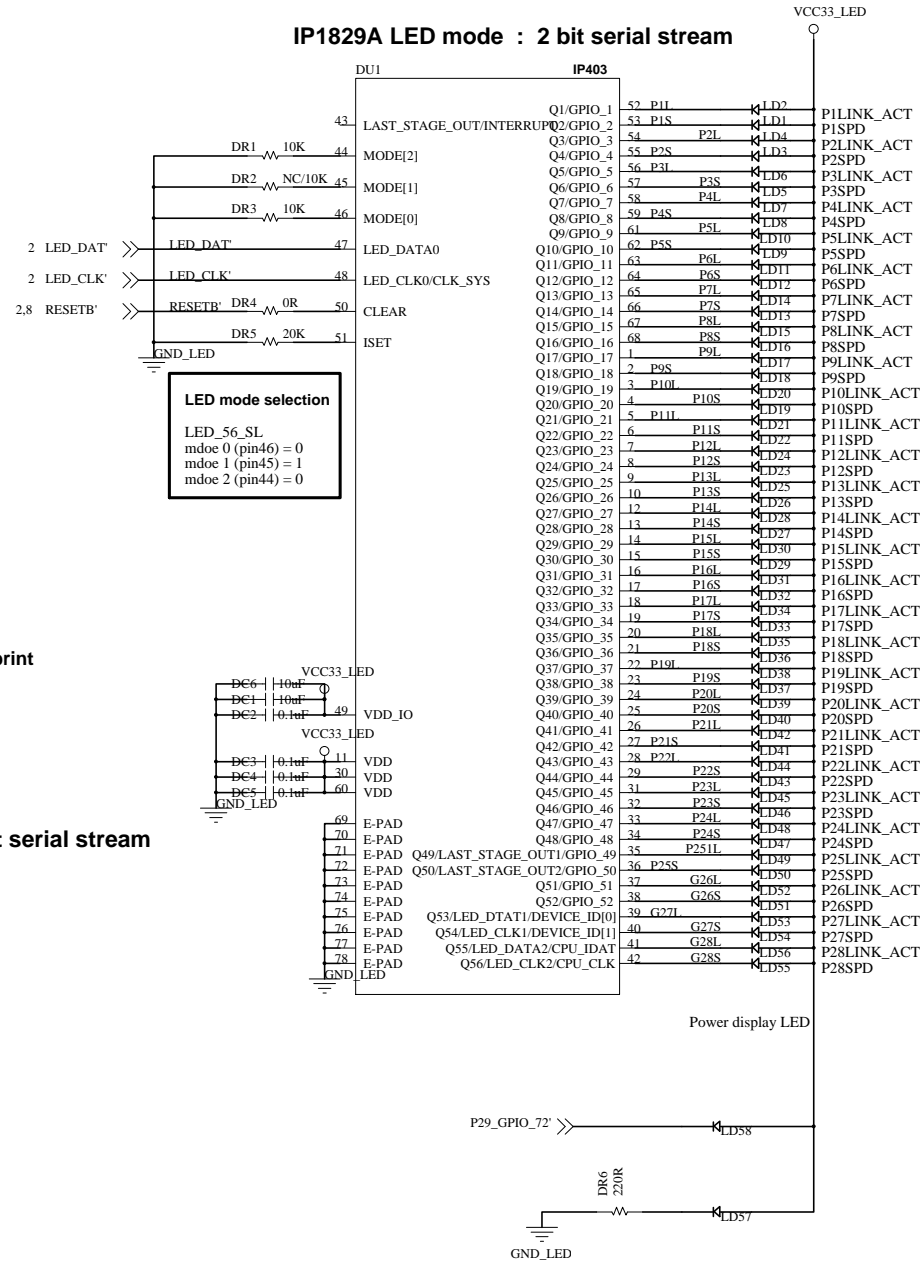 VCC33_LED
IP1829A LED mode : 2 bit serial stream
DU1 IP403
43 LAST_STAGE_OUT/INTERRUPT
DR1 10K 44 MODE[2]
DR2 NC/10K 45 MODE[1]
DR3 10K 46 MODE[0]
2 LED_DAT' LED_DAT' 47 LED_DATA0
2 LED_CLK' LED_CLK' 48 LED_CLK0/CLK_SYS
2,8 RESETB' RESETB' DR4 0R 50 CLEAR
DR5 20K 51 ISET
GND_LED
LED mode selection
LED_56_SL
mdoe 0 (pin46) = 0
mdoe 1 (pin45) = 1
mdoe 2 (pin44) = 0
print
VCC33_LED
DC6 10uF
DC1 10uF
DC2 0.1uF 49 VDD_IO
VCC33_LED
DC3 0.1uF 11 VDD
DC4 0.1uF 30 VDD
DC5 0.1uF 60 VDD
GND_LED
t serial stream
69 E-PAD
70 E-PAD
71 E-PAD
72 E-PAD
73 E-PAD
74 E-PAD
75 E-PAD
76 E-PAD
77 E-PAD
78 E-PAD
GND_LED
Q1/GPIO_1 52 P1L LD2 P1LINK_ACT
Q2/GPIO_2 53 P1S LD1 P1SPD
Q3/GPIO_3 54 P2L LD4 P2LINK_ACT
Q4/GPIO_4 55 P2S LD3 P2SPD
Q5/GPIO_5 56 P3L LD6 P3LINK_ACT
Q6/GPIO_6 57 P3S LD5 P3SPD
Q7/GPIO_7 58 P4L LD7 P4LINK_ACT
Q8/GPIO_8 59 P4S LD8 P4SPD
Q9/GPIO_9 61 P5L LD10 P5LINK_ACT
Q10/GPIO_10 62 P5S LD9 P5SPD
Q11/GPIO_11 63 P6L LD11 P6LINK_ACT
Q12/GPIO_12 64 P6S LD12 P6SPD
Q13/GPIO_13 65 P7L LD14 P7LINK_ACT
Q14/GPIO_14 66 P7S LD13 P7SPD
Q15/GPIO_15 67 P8L LD15 P8LINK_ACT
Q16/GPIO_16 68 P8S LD16 P8SPD
Q17/GPIO_17 1 P9L LD17 P9LINK_ACT
Q18/GPIO_18 2 P9S LD18 P9SPD
Q19/GPIO_19 3 P10L LD20 P10LINK_ACT
Q20/GPIO_20 4 P10S LD19 P10SPD
Q21/GPIO_21 5 P11L LD21 P11LINK_ACT
Q22/GPIO_22 6 P11S LD22 P11SPD
Q23/GPIO_23 7 P12L LD24 P12LINK_ACT
Q24/GPIO_24 8 P12S LD23 P12SPD
Q25/GPIO_25 9 P13L LD25 P13LINK_ACT
Q26/GPIO_26 10 P13S LD26 P13SPD
Q27/GPIO_27 12 P14L LD28 P14LINK_ACT
Q28/GPIO_28 13 P14S LD27 P14SPD
Q29/GPIO_29 14 P15L LD30 P15LINK_ACT
Q30/GPIO_30 15 P15S LD29 P15SPD
Q31/GPIO_31 16 P16L LD31 P16LINK_ACT
Q32/GPIO_32 17 P16S LD32 P16SPD
Q33/GPIO_33 18 P17L LD34 P17LINK_ACT
Q34/GPIO_34 19 P17S LD33 P17SPD
Q35/GPIO_35 20 P18L LD35 P18LINK_ACT
Q36/GPIO_36 21 P18S LD36 P18SPD
Q37/GPIO_37 22 P19L LD38 P19LINK_ACT
Q38/GPIO_38 23 P19S LD37 P19SPD
Q39/GPIO_39 24 P20L LD39 P20LINK_ACT
Q40/GPIO_40 25 P20S LD40 P20SPD
Q41/GPIO_41 26 P21L LD42 P21LINK_ACT
Q42/GPIO_42 27 P21S LD41 P21SPD
Q43/GPIO_43 28 P22L LD44 P22LINK_ACT
Q44/GPIO_44 29 P22S LD43 P22SPD
Q45/GPIO_45 31 P23L LD45 P23LINK_ACT
Q46/GPIO_46 32 P23S LD46 P23SPD
Q47/GPIO_47 33 P24L LD48 P24LINK_ACT
Q48/GPIO_48 34 P24S LD47 P24SPD
Q49/LAST_STAGE_OUT1/GPIO_49 35 P251L LD49 P25LINK_ACT
Q50/LAST_STAGE_OUT2/GPIO_50 36 P25S LD50 P25SPD
Q51/GPIO_51 37 G26L LD52 P26LINK_ACT
Q52/GPIO_52 38 G26S LD51 P26SPD
Q53/LED_DTAT1/DEVICE_ID[0] 39 G27L LD53 P27LINK_ACT
Q54/LED_CLK1/DEVICE_ID[1] 40 G27S LD54 P27SPD
Q55/LED_DATA2/CPU_IDAT 41 G28L LD56 P28LINK_ACT
Q56/LED_CLK2/CPU_CLK 42 G28S LD55 P28SPD
Power display LED
P29_GPIO_72' LD58
DR6 220R LD57
GND_LED